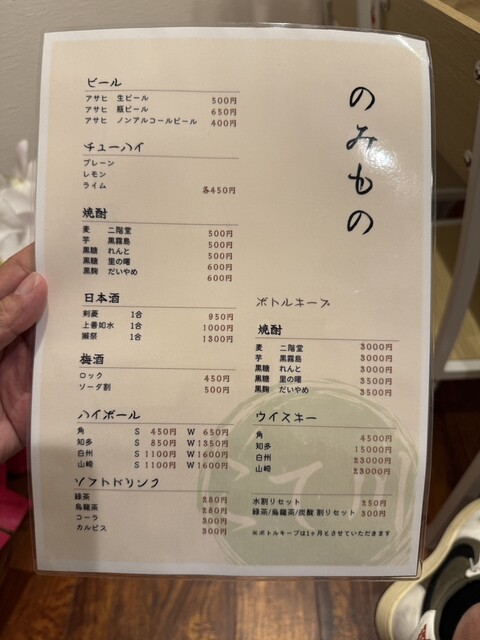 のみもの
ビール
アサヒ 生ビール 500円
アサヒ 瓶ビール 650円
アサヒ ノンアルコールビール 400円
チューハイ
プレーン
レモン
ライム 各450円
焼酎
麦 二階堂 500円
芋 黒霧島 500円
黒糖 れんと 500円
黒糖 里の曙 600円
黒麹 だいやめ 600円
日本酒
剣菱 1合 950円
上善如水 1合 1000円
獺祭 1合 1300円
梅酒
ロック 450円
ソーダ割 500円
ハイボール
角 S 450円 W 650円
知多 S 850円 W1350円
白州 S 1100円 W1600円
山崎 S 1100円 W1600円
ソフトドリンク
緑茶 280円
烏龍茶 280円
コーラ 300円
カルピス 300円
ボトルキープ
焼酎
麦 二階堂 3000円
芋 黒霧島 3000円
黒糖 れんと 3000円
黒糖 里の曙 3500円
黒麹 だいやめ 3500円
ウイスキー
角 4500円
知多 15000円
白州 23000円
山崎 23000円
水割りセット 250円
緑茶/烏龍茶/炭酸 割りセット 300円
※ボトルキープは1ヶ月とさせていただきます